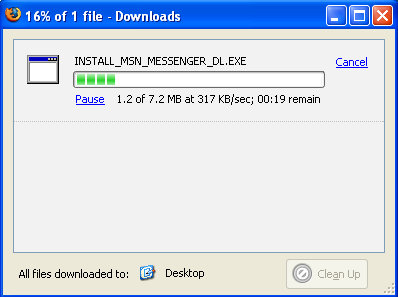 16% of 1 file - Downloads
INSTALL_MSN_MESSENGER_DL.EXE Cancel
Pause 1.2 of 7.2 MB at 317 KB/sec; 00:19 remain
All files downloaded to: Desktop Clean Up